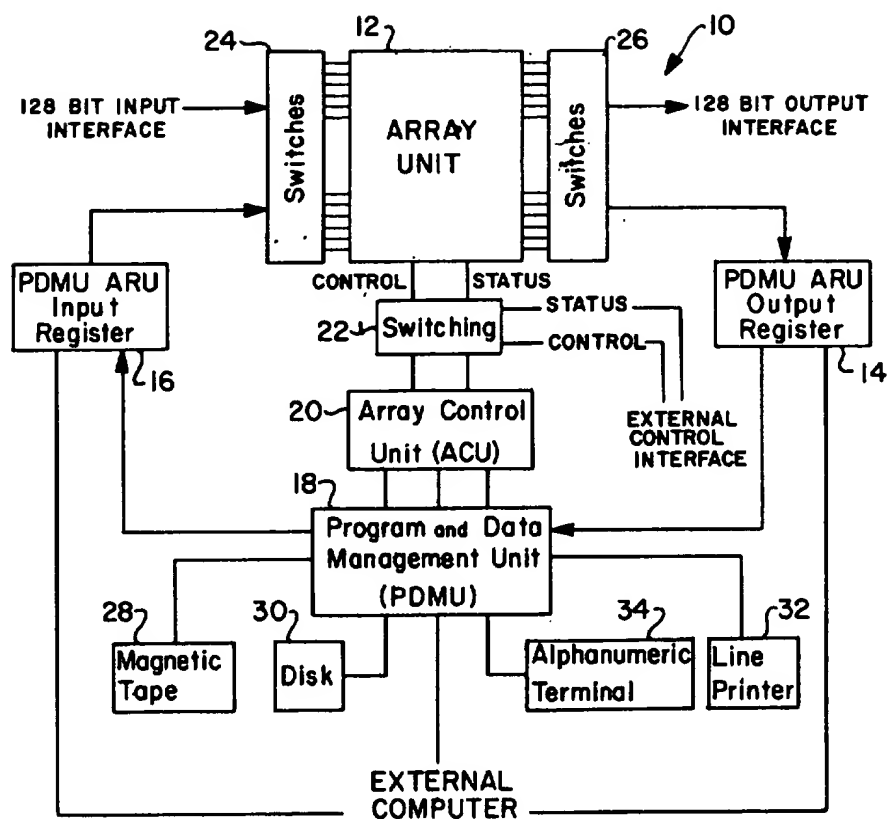 24
12
26
10
128 BIT INPUT
INTERFACE
Switches
ARRAY
UNIT
Switches
128 BIT OUTPUT
INTERFACE
CONTROL
STATUS
PDMU ARU
Input
Register
16
22
Switching
STATUS
CONTROL
PDMU ARU
Output
Register
14
20
Array Control
Unit (ACU)
EXTERNAL
CONTROL
INTERFACE
18
Program and Data
Management Unit
(PDMU)
28
Magnetic
Tape
30
Disk
34
Alphanumeric
Terminal
32
Line
Printer
EXTERNAL
COMPUTER